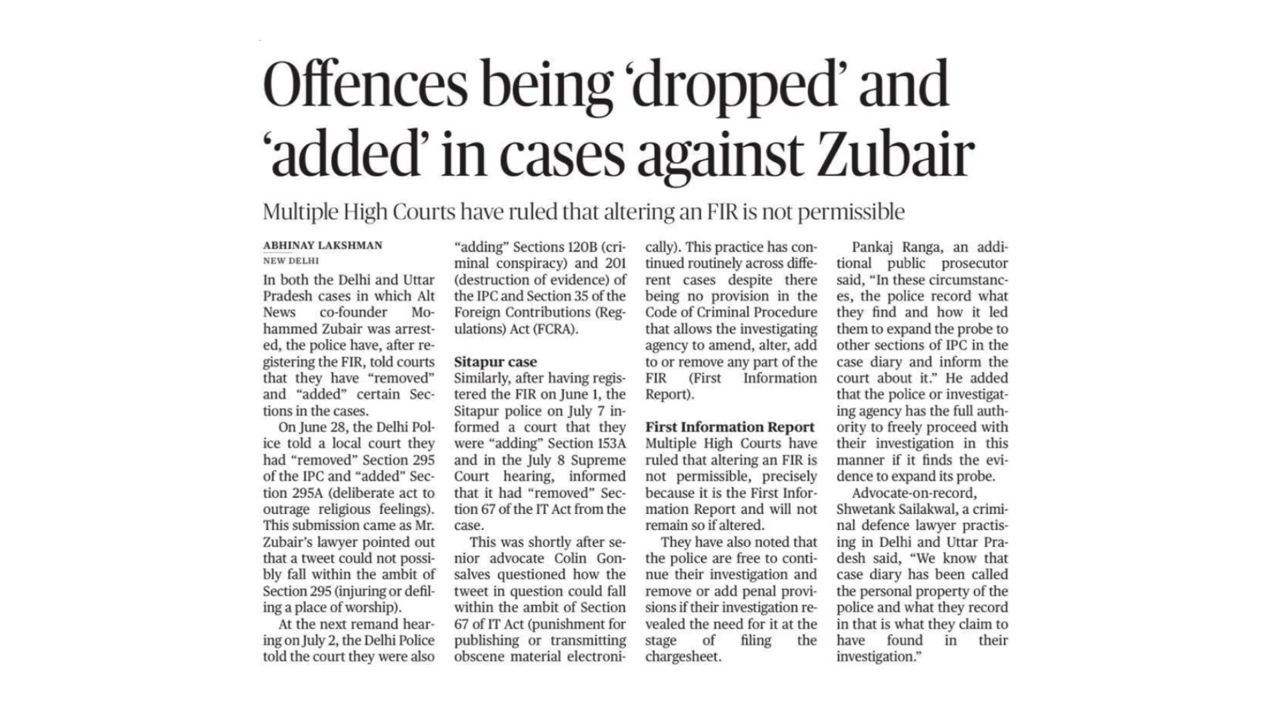 Offences being ‘dropped’ and
‘added’ in cases against Zubair
Multiple High Courts have ruled that altering an FIR is not permissible
ABHINAY LAKSHMAN
NEW DELHI
In both the Delhi and Uttar
Pradesh cases in which Alt
News co-founder Mo-
hammed Zubair was arrest-
ed, the police have, after re-
gistering the FIR, told courts
that they have “removed”
and “added” certain Sec-
tions in the cases.
On June 28, the Delhi Pol-
ice told a local court they
had “removed” Section 295
of the IPC and “added” Sec-
tion 295A (deliberate act to
outrage religious feelings).
This submission came as Mr.
Zubair’s lawyer pointed out
that a tweet could not possi-
bly fall within the ambit of
Section 295 (injuring or defil-
ing a place of worship).
At the next remand hear-
ing on July 2, the Delhi Police
told the court they were also
“adding” Sections 120B (cri-
minal conspiracy) and 201
(destruction of evidence) of
the IPC and Section 35 of the
Foreign Contributions (Reg-
ulations) Act (FCRA).
Sitapur case
Similarly, after having regis-
tered the FIR on June 1, the
Sitapur police on July 7 in-
formed a court that they
were “adding” Section 153A
and in the July 8 Supreme
Court hearing, informed
that it had “removed” Sec-
tion 67 of the IT Act from the
case.
This was shortly after se-
nior advocate Colin Gon-
salves questioned how the
tweet in question could fall
within the ambit of Section
67 of IT Act (punishment for
publishing or transmitting
obscene material electroni-
cally). This practice has con-
tinued routinely across diffe-
rent cases despite there
being no provision in the
Code of Criminal Procedure
that allows the investigating
agency to amend, alter, add
to or remove any part of the
FIR (First Information
Report).
First Information Report
Multiple High Courts have
ruled that altering an FIR is
not permissible, precisely
because it is the First Infor-
mation Report and will not
remain so if altered.
They have also noted that
the police are free to conti-
nue their investigation and
remove or add penal provi-
sions if their investigation re-
vealed the need for it at the
stage of filing the
chargesheet.
Pankaj Ranga, an addi-
tional public prosecutor
said, “In these circumstanc-
es, the police record what
they find and how it led
them to expand the probe to
other sections of IPC in the
case diary and inform the
court about it.” He added
that the police or investigat-
ing agency has the full auth-
ority to freely proceed with
their investigation in this
manner if it finds the evi-
dence to expand its probe.
Advocate-on-record,
Shwetank Sailakwal, a crimi-
nal defence lawyer practis-
ing in Delhi and Uttar Pra-
desh said, “We know that
case diary has been called
the personal property of the
police and what they record
in that is what they claim to
have found in their
investigation.”